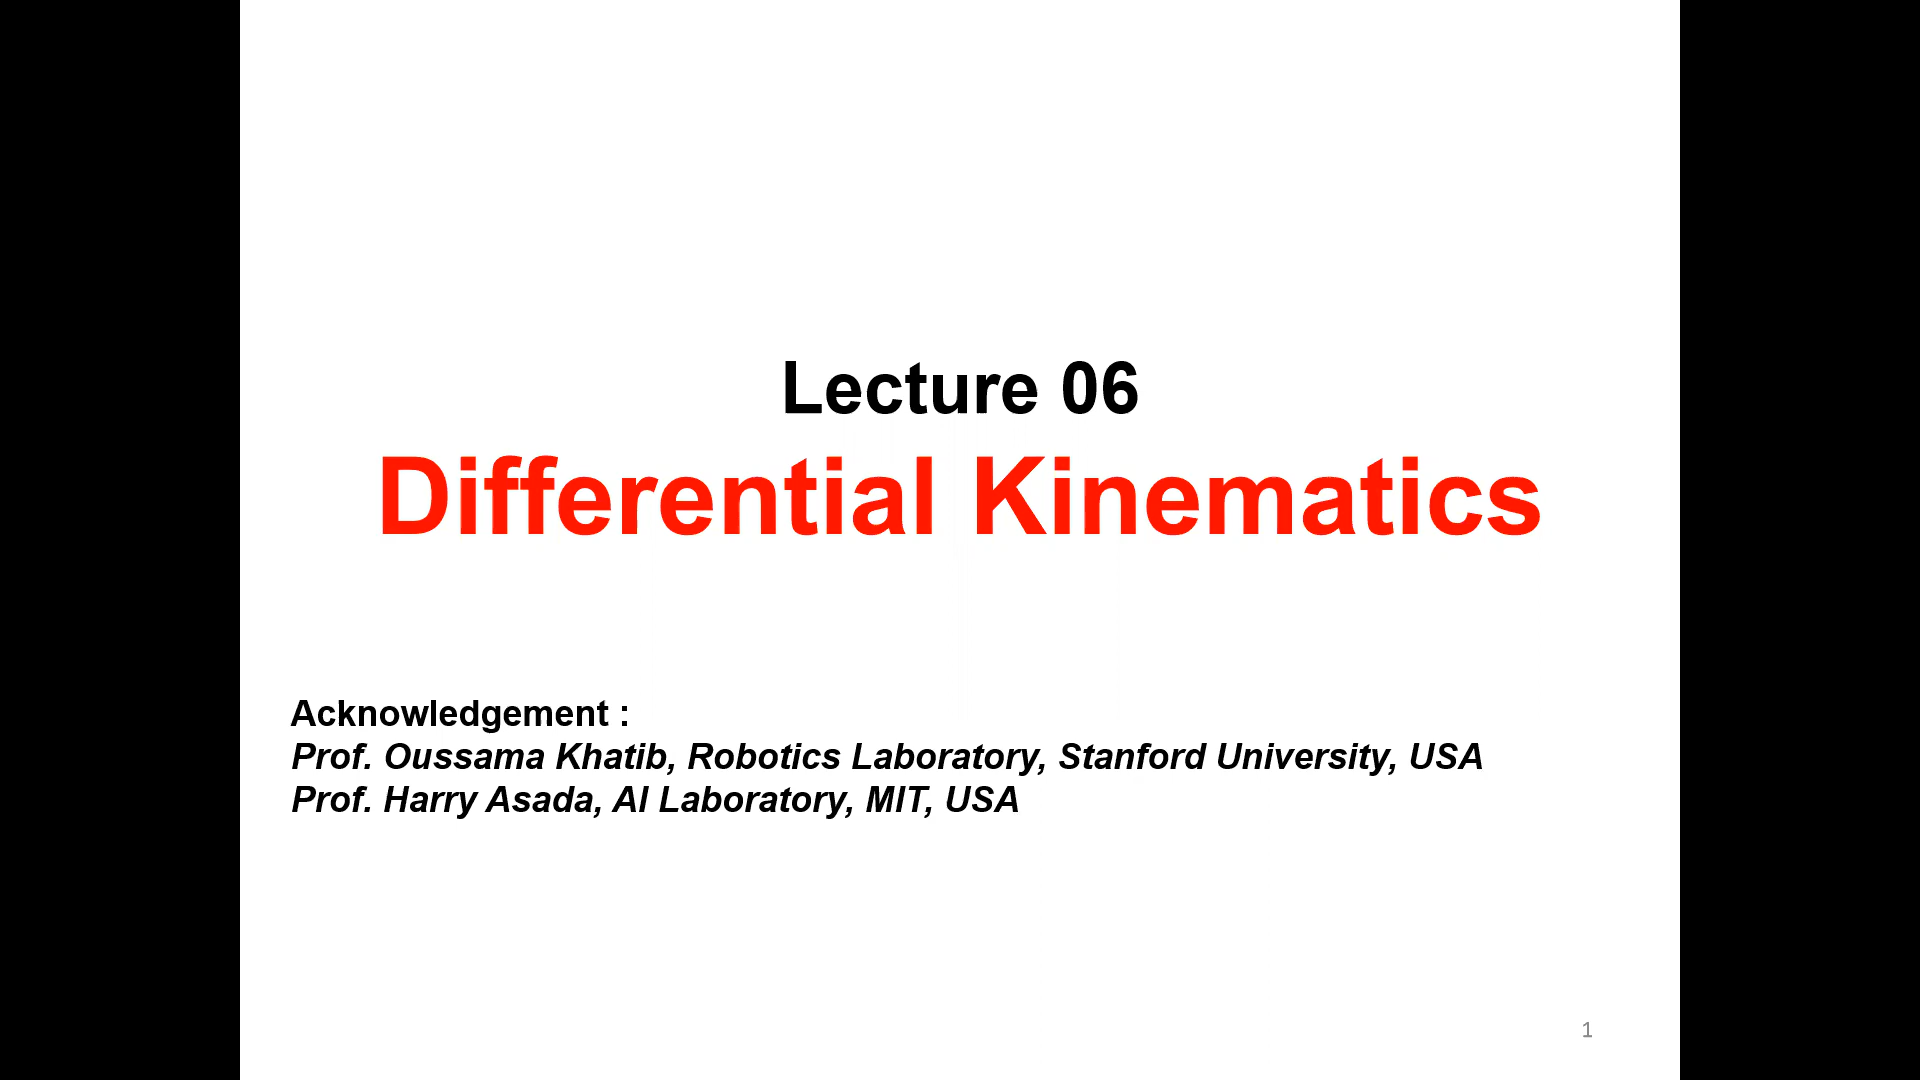 Lecture 06
Differential Kinematics
Acknowledgement :
Prof. Oussama Khatib, Robotics Laboratory, Stanford University, USA
Prof. Harry Asada, AI Laboratory, MIT, USA
1